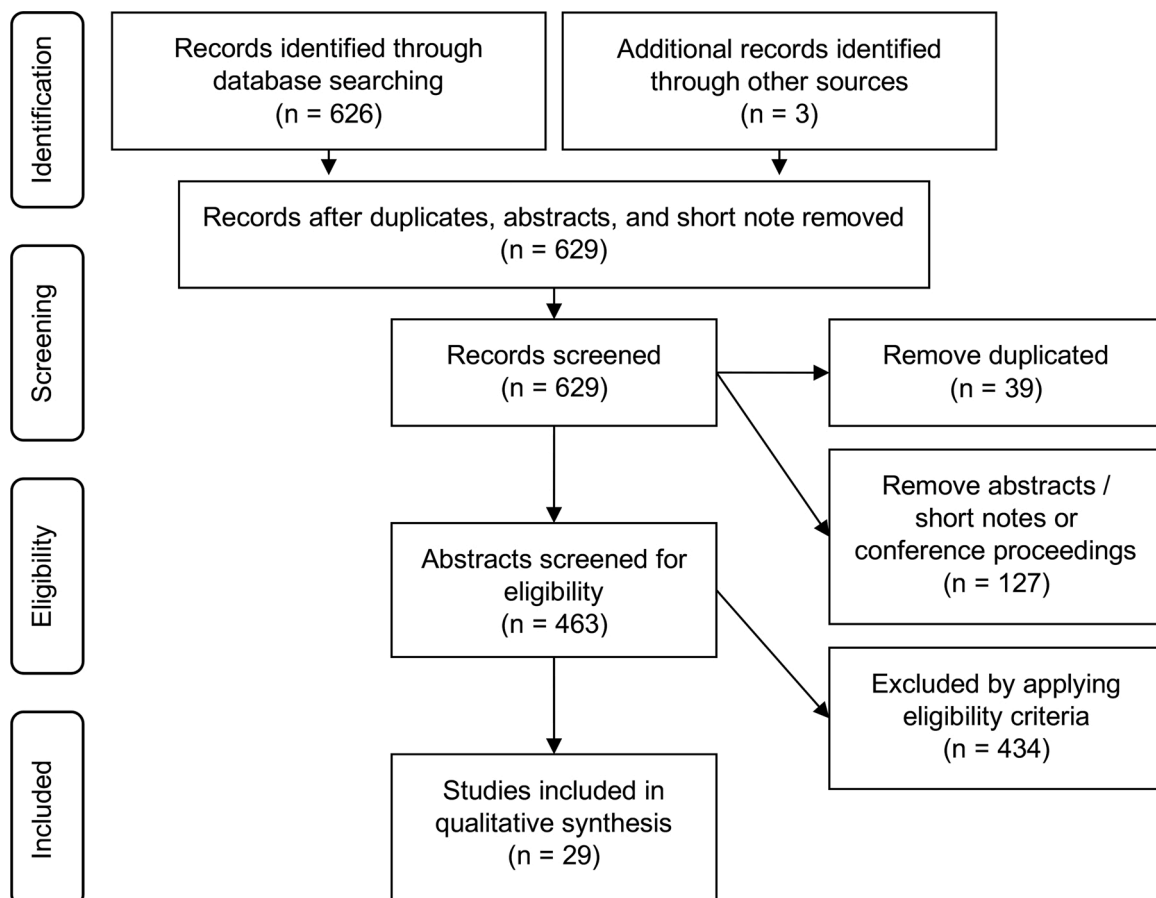 Identification
Records identified through
database searching
(n = 626)
Additional records identified
through other sources
(n = 3)
Records after duplicates, abstracts, and short note removed
(n = 629)
Screening
Records screened
(n = 629)
Remove duplicated
(n = 39)
Remove abstracts /
short notes or
conference proceedings
(n = 127)
Eligibility
Abstracts screened for
eligibility
(n = 463)
Excluded by applying
eligibility criteria
(n = 434)
Included
Studies included in
qualitative synthesis
(n = 29)